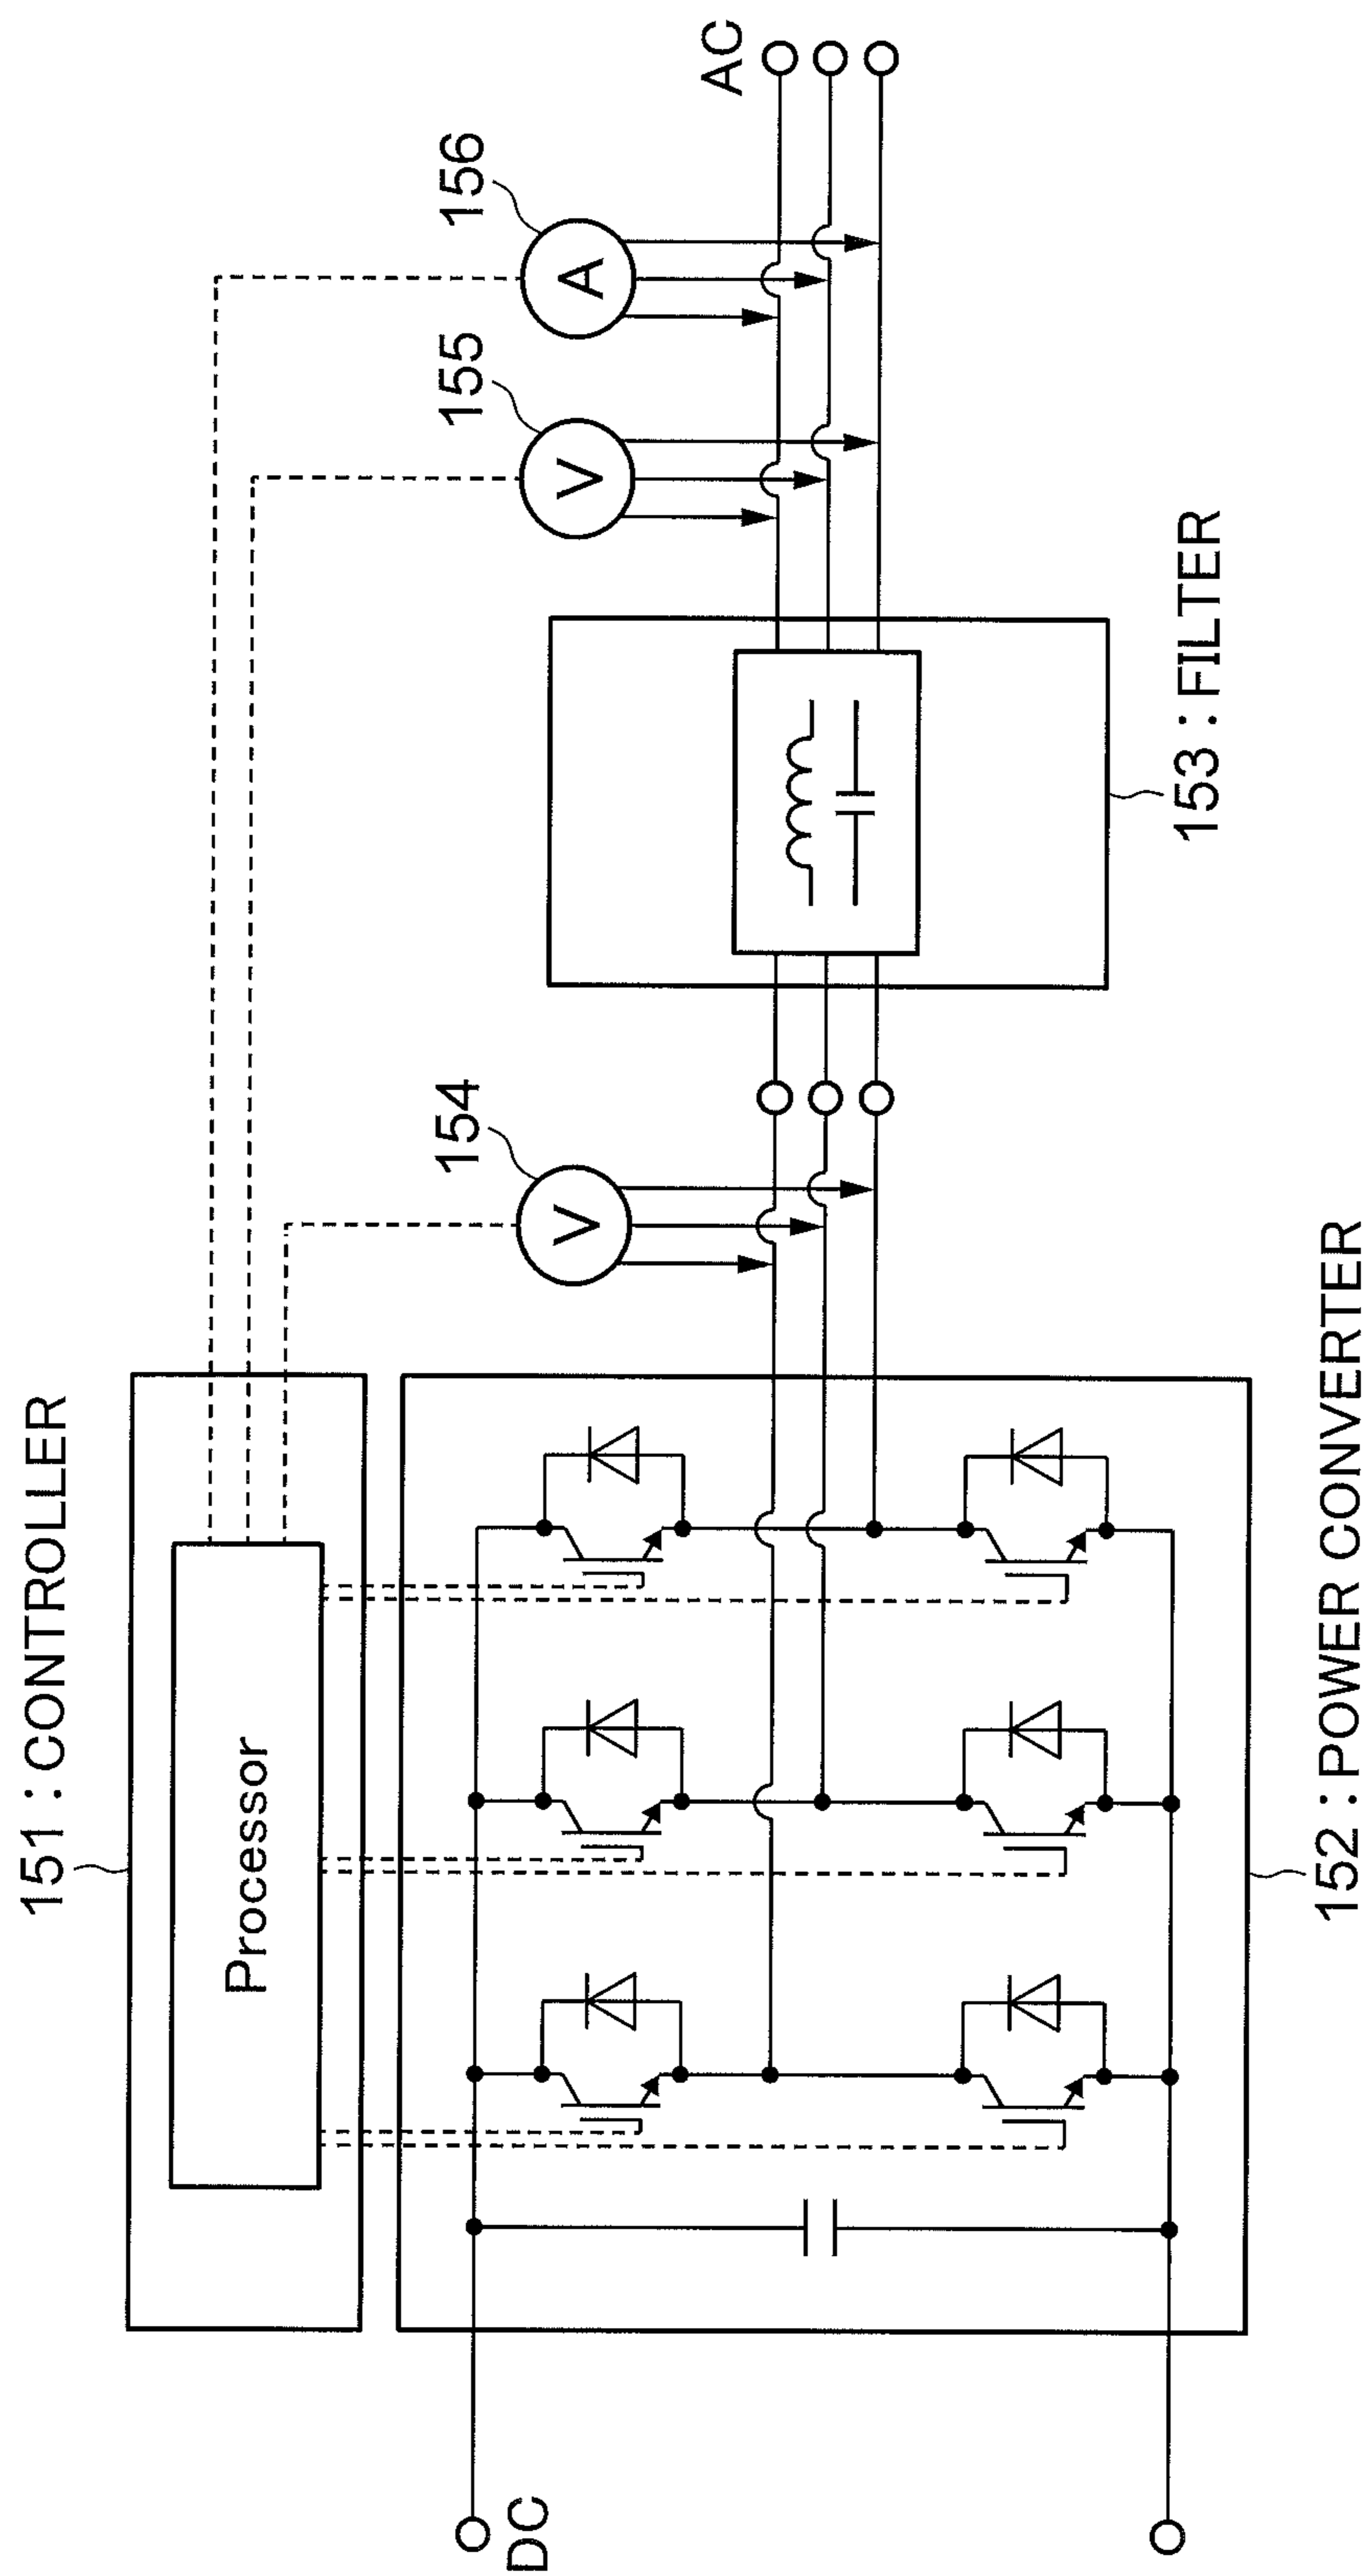 151 : CONTROLLER
Processor
154
V
155
V
156
A
AC
DC
153 : FILTER
152 : POWER CONVERTER